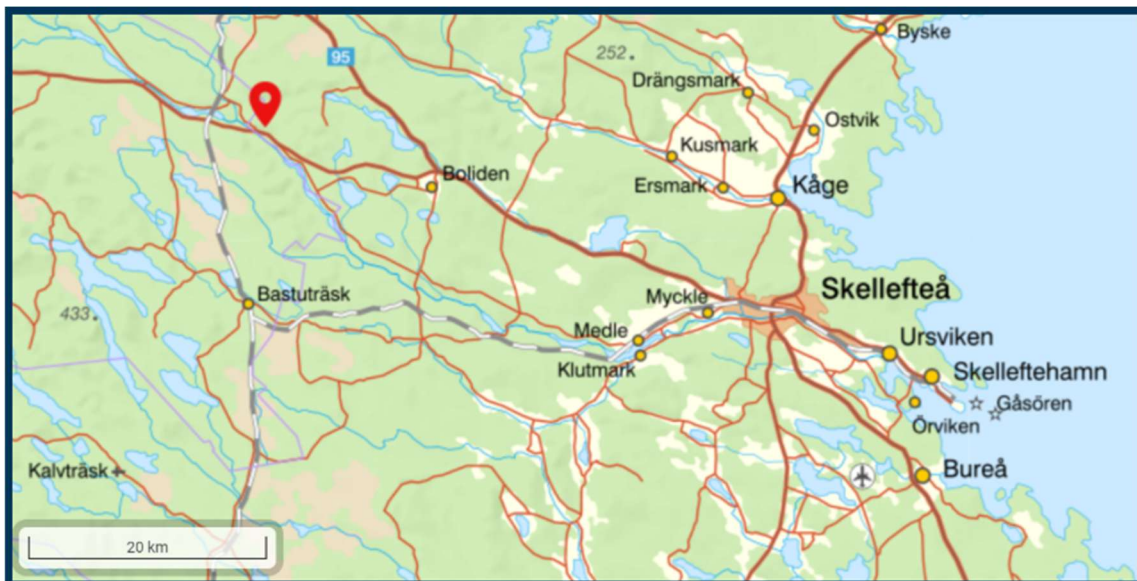 Byske
252
95
Drängsmark
Ostvik
Kusmark
Boliden
Ersmark
Kåge
Skellefteå
Bastuträsk
Myckle
433
Medle
Ursviken
Klutmark
Skelleftehamn
Gåsören
Örviken
Kalvträsk
Bureå
20 km